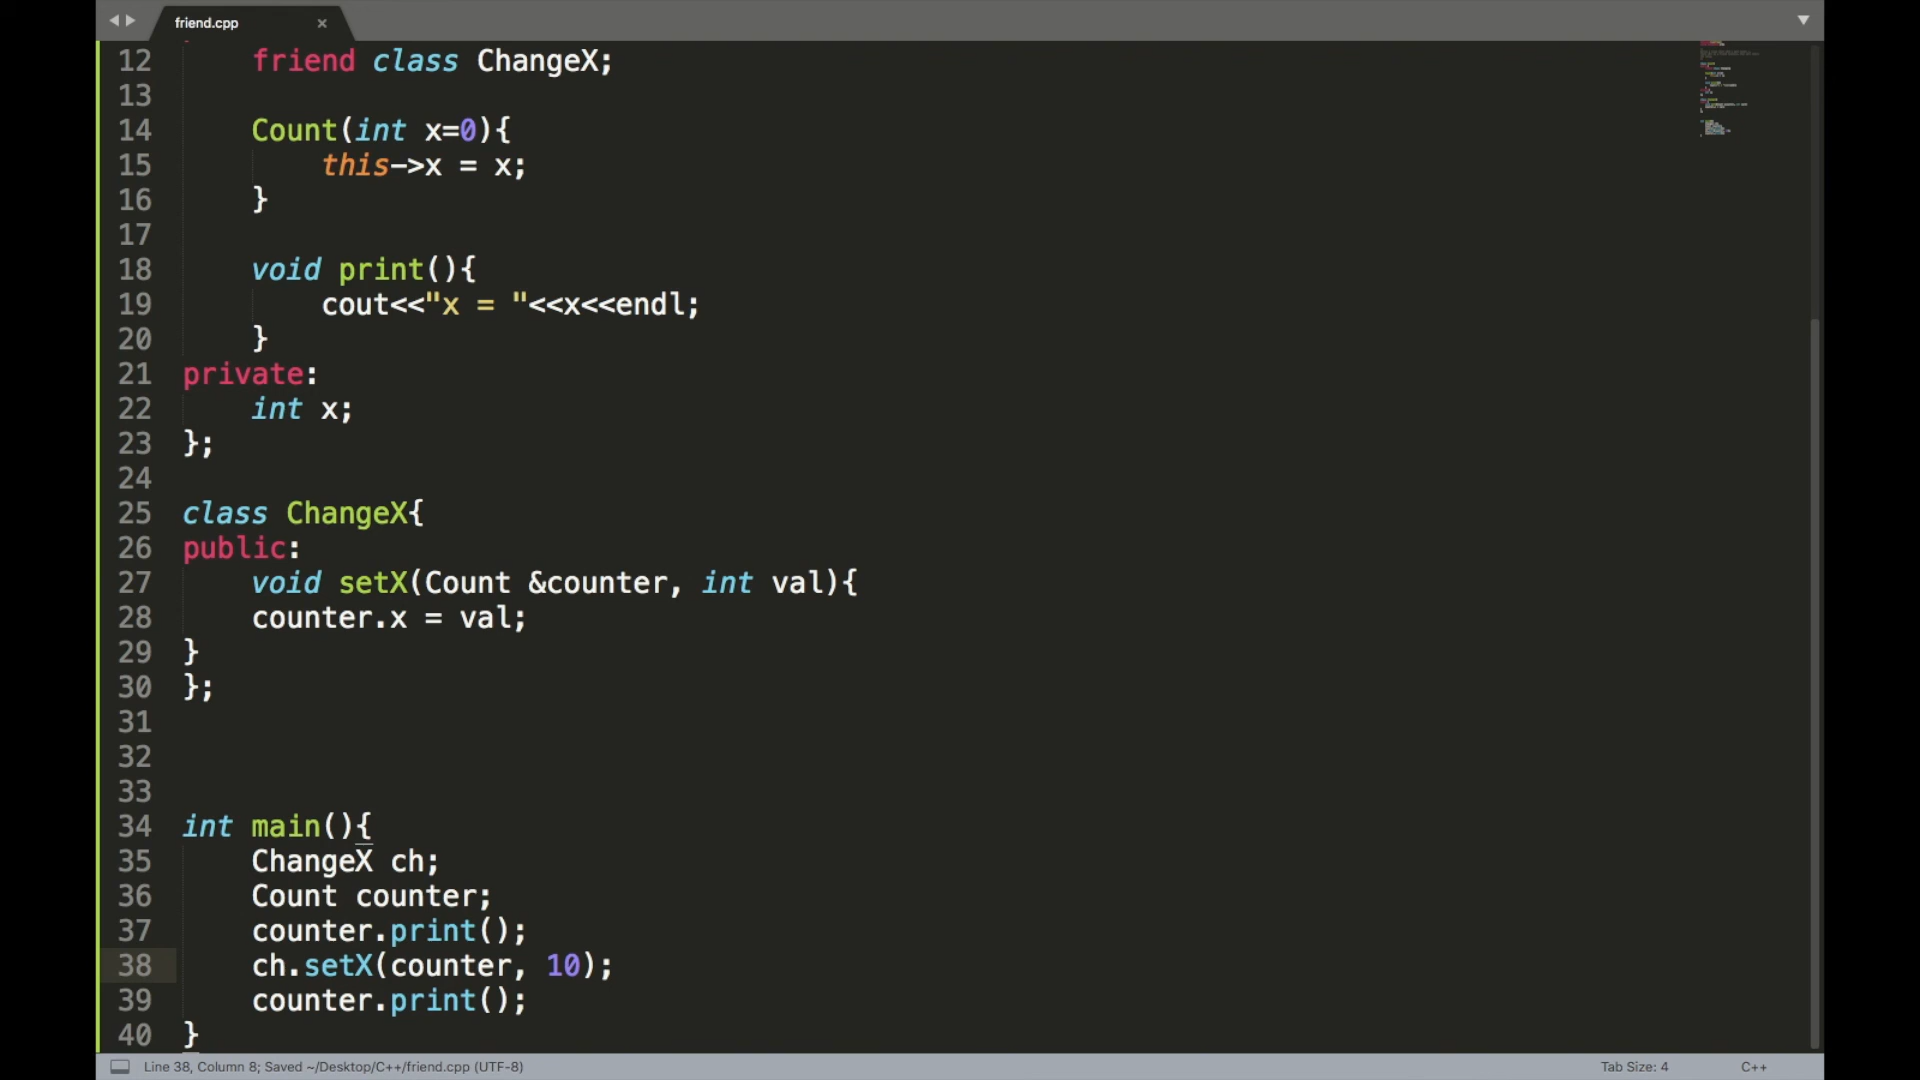 friend.cpp ×
12 friend class ChangeX;
13
14 Count(int x=0){
15 this->x = x;
16 }
17
18 void print(){
19 cout<<"x = "<<x<<endl;
20 }
21 private:
22 int x;
23 };
24
25 class ChangeX{
26 public:
27 void setX(Count &counter, int val){
28 counter.x = val;
29 }
30 };
31
32
33
34 int main(){
35 ChangeX ch;
36 Count counter;
37 counter.print();
38 ch.setX(counter, 10);
39 counter.print();
40 }
Line 38, Column 8; Saved ~/Desktop/C++/friend.cpp (UTF-8) Tab Size: 4 C++